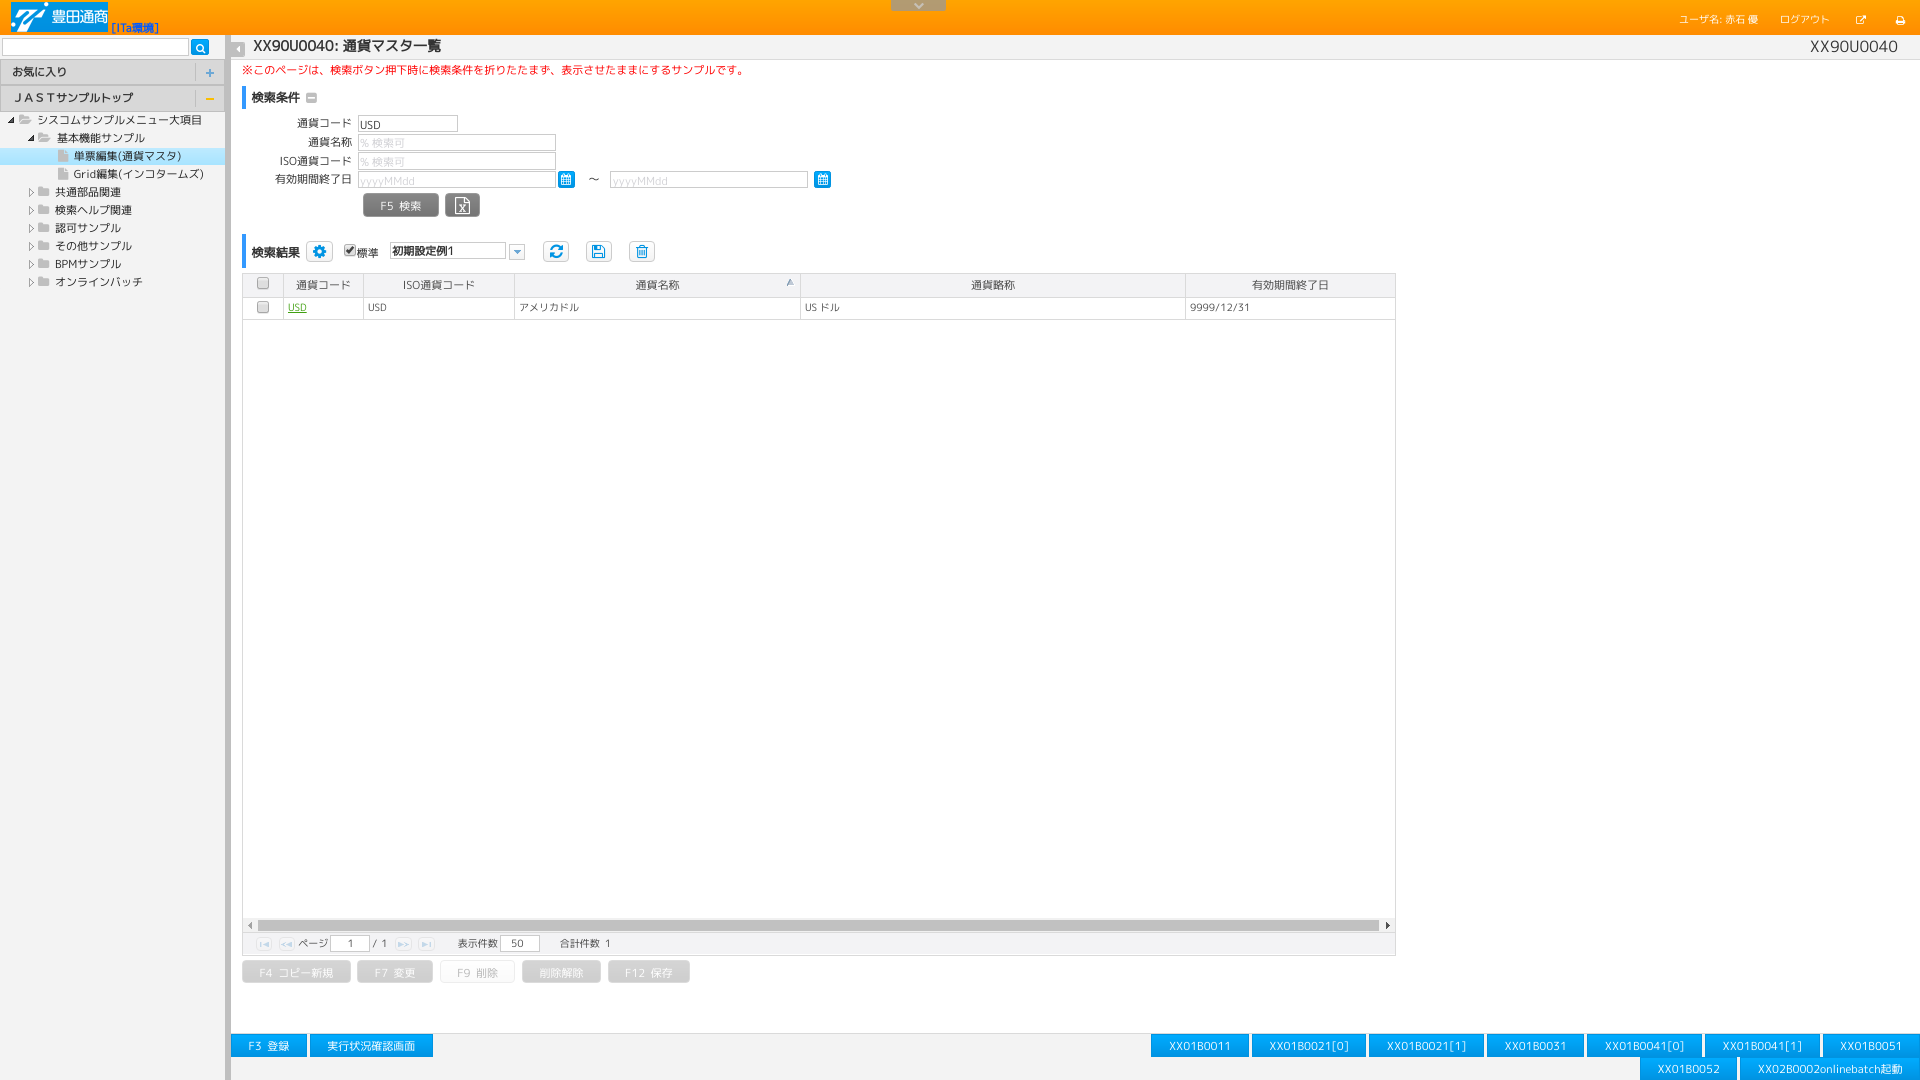 豊田通商 [ITa環境] ユーザ名: 赤石 優 ログアウト
XX90U0040: 通貨マスタ一覧 XX90U0040
お気に入り
JASTサンプルトップ
シスコムサンプルメニュー大項目
基本機能サンプル
単票編集(通貨マスタ)
Grid編集(インコタームズ)
共通部品関連
検索ヘルプ関連
認可サンプル
その他サンプル
BPMサンプル
オンラインバッチ
※このページは、検索ボタン押下時に検索条件を折りたたまず、表示させたままにするサンプルです。
検索条件
通貨コード USD
通貨名称 % 検索可
ISO通貨コード % 検索可
有効期間終了日 yyyyMMdd ～ yyyyMMdd
F5 検索
検索結果 標準 初期設定例1
通貨コード ISO通貨コード 通貨名称 通貨略称 有効期間終了日
USD USD アメリカドル US ドル 9999/12/31
ページ 1 / 1 表示件数 50 合計件数 1
F4 コピー新規 F7 変更 F9 削除 削除解除 F12 保存
F3 登録 実行状況確認画面 XX01B0011 XX01B0021[0] XX01B0021[1] XX01B0031 XX01B0041[0] XX01B0041[1] XX01B0051
XX01B0052 XX02B0002onlinebatch起動